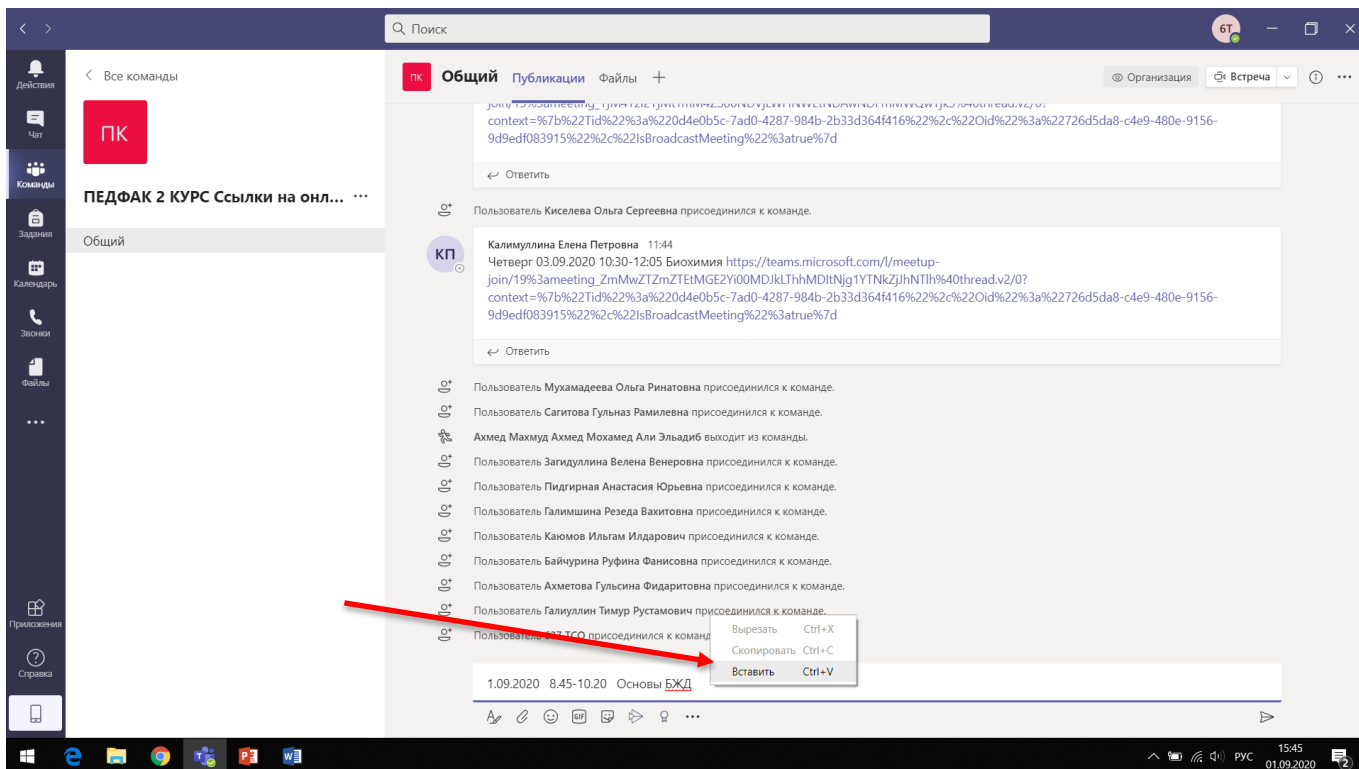 Поиск
6Т
Действия
Чат
Команды
Задания
Календарь
Звонки
Файлы
Приложения
Справка
Все команды
ПК
ПЕДФАК 2 КУРС Ссылки на онл... ...
Общий
ПК Общий Публикации Файлы +
Организация Встреча
context=%7b%22Tid%22%3a%220d4e0b5c-7ad0-4287-984b-2b33d364f416%22%2c%22Oid%22%3a%22726d5da8-c4e9-480e-9156-
9d9edf083915%22%2c%22IsBroadcastMeeting%22%3atrue%7d
Ответить
Пользователь Киселева Ольга Сергеевна присоединился к команде.
КП
Калимуллина Елена Петровна 11:44
Четверг 03.09.2020 10:30-12:05 Биохимия https://teams.microsoft.com/l/meetup-
join/19%3ameeting_ZmMwZTZmZTEtMGE2Yi00MDJkLThhMDItNjg1YTNkZjJhNTlh%40thread.v2/0?
context=%7b%22Tid%22%3a%220d4e0b5c-7ad0-4287-984b-2b33d364f416%22%2c%22Oid%22%3a%22726d5da8-c4e9-480e-9156-
9d9edf083915%22%2c%22IsBroadcastMeeting%22%3atrue%7d
Ответить
Пользователь Мухамадеева Ольга Ринатовна присоединился к команде.
Пользователь Сагитова Гульназ Рамилевна присоединился к команде.
Ахмед Махмуд Ахмед Мохамед Али Эльадиб выходит из команды.
Пользователь Загидуллина Велена Венеровна присоединился к команде.
Пользователь Пидгирная Анастасия Юрьевна присоединился к команде.
Пользователь Галимшина Резеда Вахитовна присоединился к команде.
Пользователь Каюмов Ильгам Илдарович присоединился к команде.
Пользователь Байчурина Руфина Фанисовна присоединился к команде.
Пользователь Ахметова Гульсина Фидаритовна присоединился к команде.
Пользователь Галиуллин Тимур Рустамович присоединился к команде.
Пользователь ТСО присоединился к команд
Вырезать Ctrl+X
Скопировать Ctrl+C
Вставить Ctrl+V
1.09.2020 8.45-10.20 Основы БЖД
GIF
РУС
15:45
01.09.2020
2